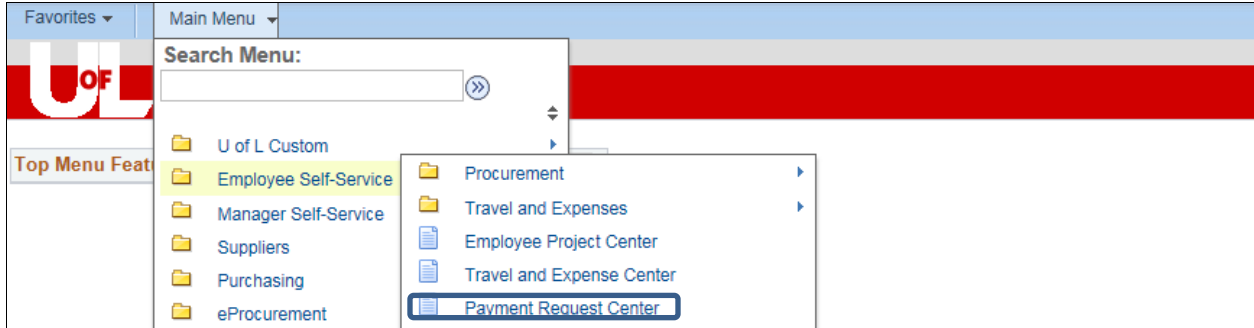 Favorites Main Menu
Search Menu:
U OF L
U of L Custom
Top Menu Feat
Employee Self-Service
Manager Self-Service
Suppliers
Purchasing
eProcurement
Procurement
Travel and Expenses
Employee Project Center
Travel and Expense Center
Payment Request Center